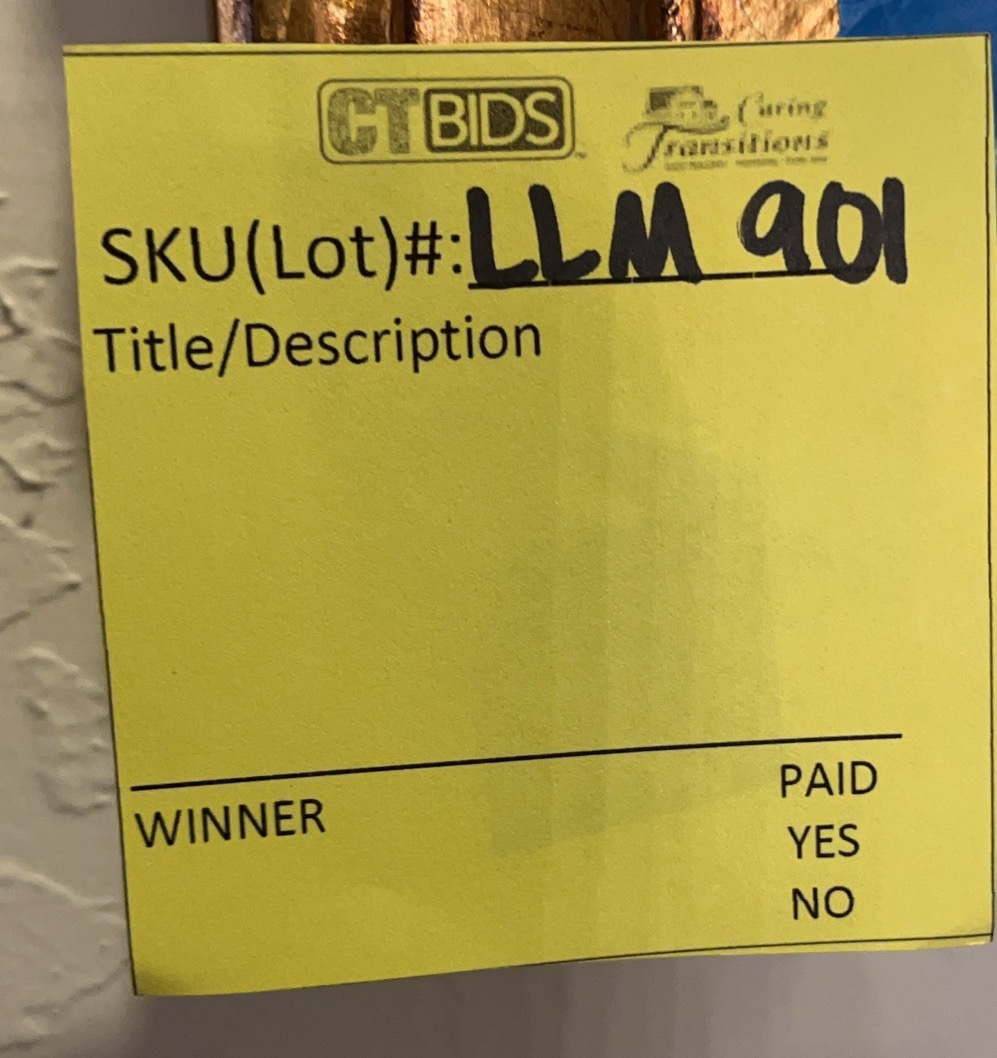 CTBIDS
Caring
Transitions
SKU(Lot)#: LLM 901
Title/Description
WINNER
PAID
YES
NO